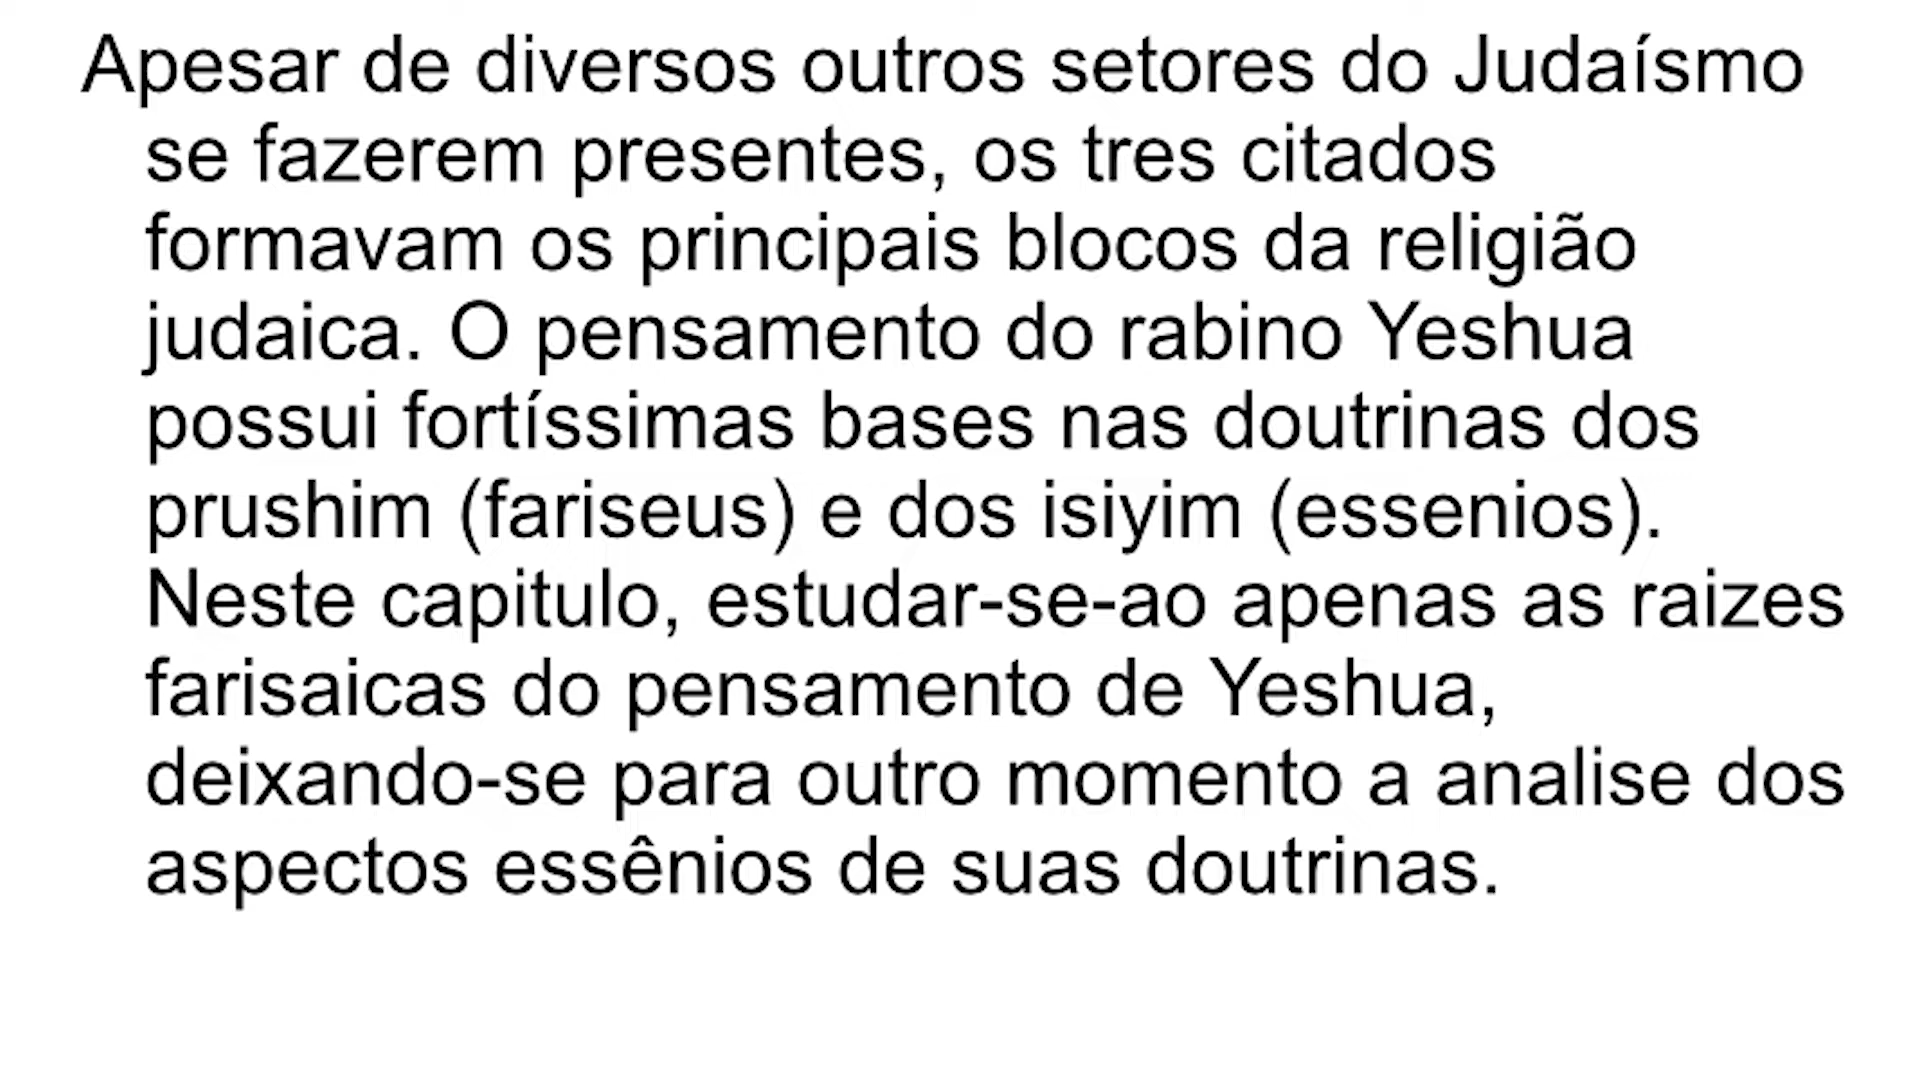 Apesar de diversos outros setores do Judaísmo
se fazerem presentes, os tres citados
formavam os principais blocos da religião
judaica. O pensamento do rabino Yeshua
possui fortíssimas bases nas doutrinas dos
prushim (fariseus) e dos isiyim (essenios).
Neste capitulo, estudar-se-ao apenas as raizes
farisaicas do pensamento de Yeshua,
deixando-se para outro momento a analise dos
aspectos essênios de suas doutrinas.